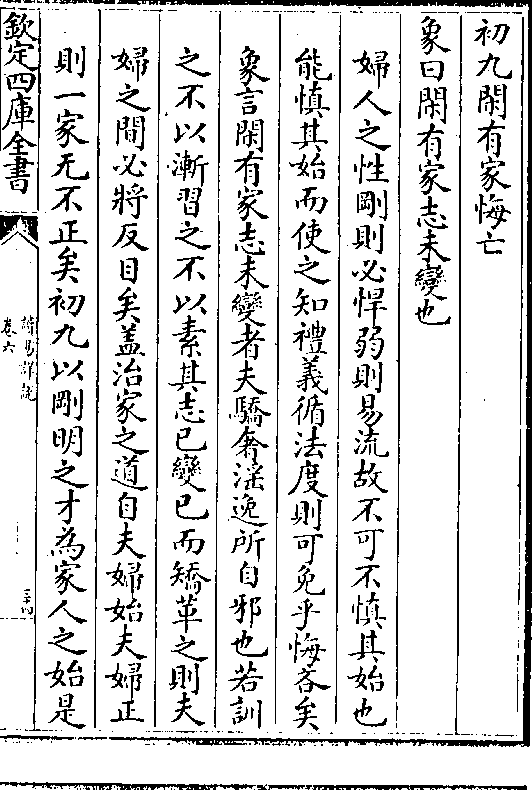 初九閑有家悔亡
象曰閑有家志未變也
婦人之性剛則必悍弱則易流故不可不慎其始也
能慎其始而使之知禮義循法度則可免乎悔吝矣
象言閑有家志未變者夫驕奢淫逸所自邪也若訓
之不以漸習之不以素其志已變已而矯革之則夫
婦之間必將反目矣葢治家之道自夫婦始夫婦正
則一家无不正矣初九以剛明之才為家人之始是
欽定四庫全書
讀易詳說
卷六